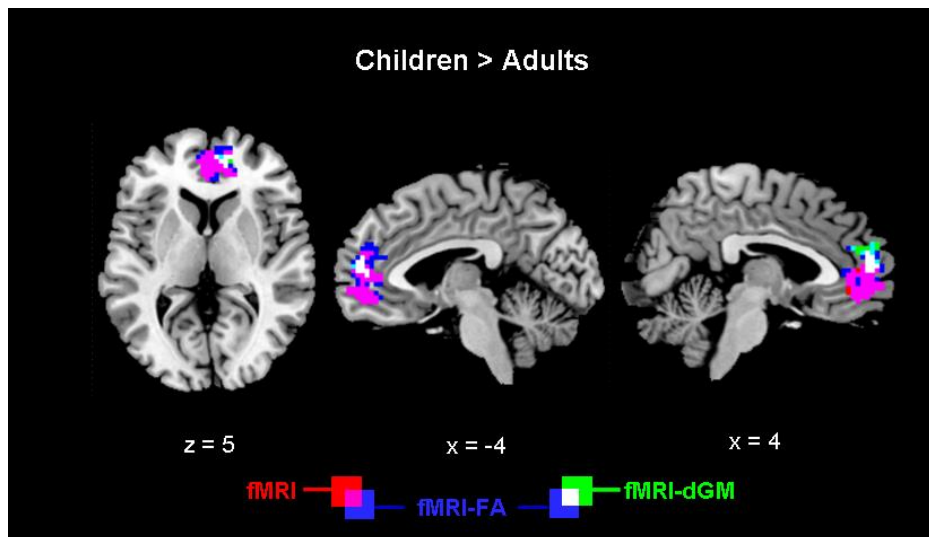 Children > Adults
z = 5
x = -4
x = 4
fMRI
fMRI-FA
fMRI-dGM